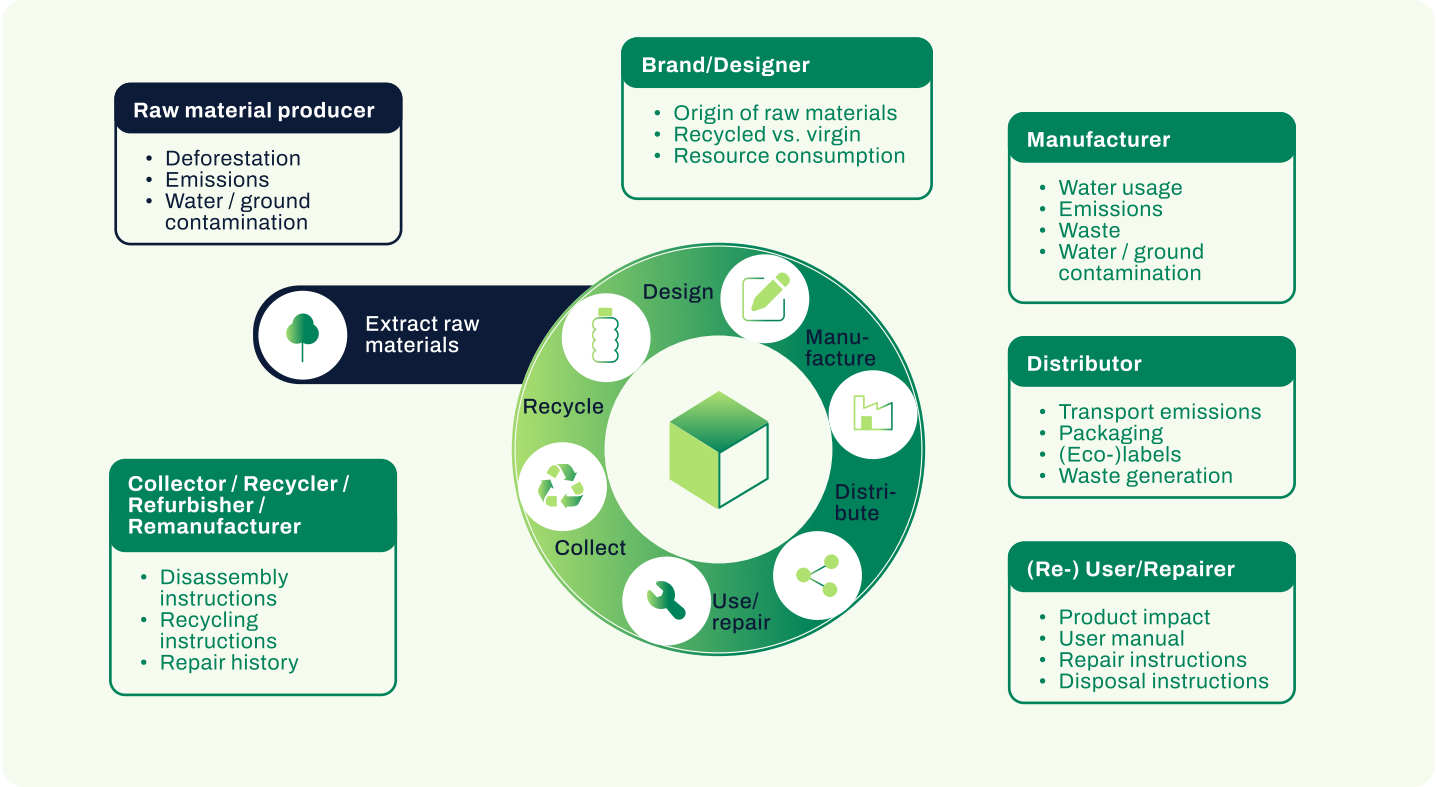 Brand/Designer
• Origin of raw materials
• Recycled vs. virgin
• Resource consumption
Raw material producer
• Deforestation
• Emissions
• Water / ground
contamination
Manufacturer
• Water usage
• Emissions
• Waste
• Water / ground
contamination
Extract raw
materials
Design
Manu-
facture
Distri-
bute
Use/
repair
Collect
Recycle
Distributor
• Transport emissions
• Packaging
• (Eco-)labels
• Waste generation
Collector / Recycler /
Refurbisher /
Remanufacturer
• Disassembly
instructions
• Recycling
instructions
• Repair history
(Re-) User/Repairer
• Product impact
• User manual
• Repair instructions
• Disposal instructions